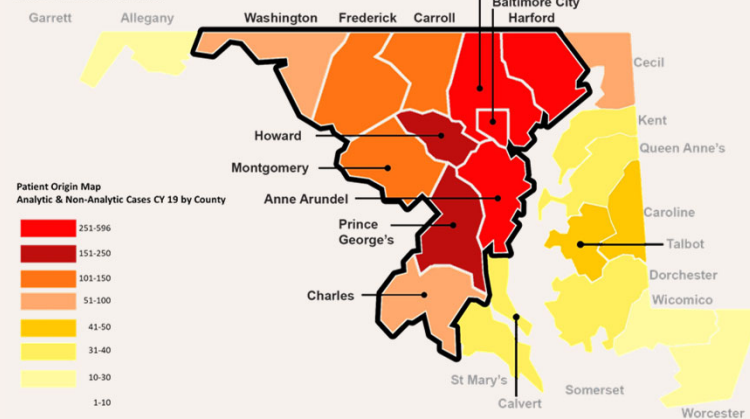 Baltimore City
Garrett
Allegany
Washington
Frederick
Carroll
Harford
Cecil
Kent
Queen Anne's
Howard
Montgomery
Anne Arundel
Prince
George's
Charles
Caroline
Talbot
Dorchester
Wicomico
St Mary's
Calvert
Somerset
Worcester
Patient Origin Map
Analytic & Non-Analytic Cases CY 19 by County
251-596
151-250
101-150
51-100
41-50
31-40
10-30
1-10